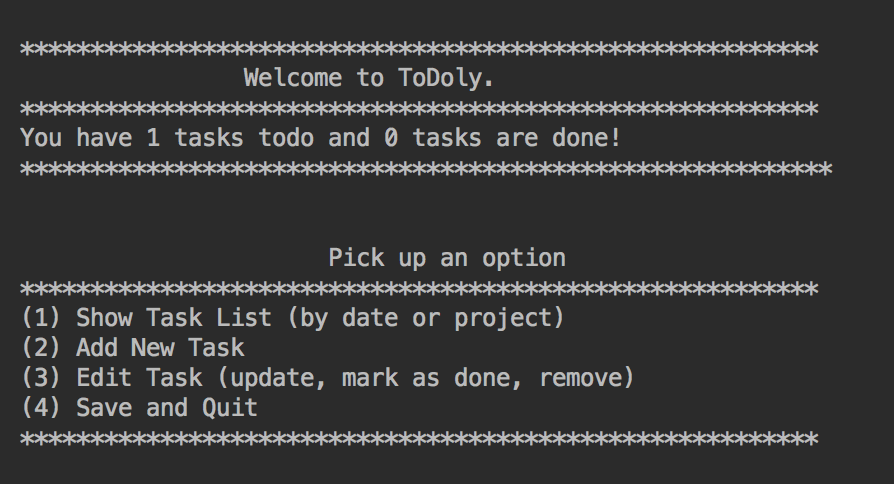 *********************************************************
                Welcome to ToDoly.
*********************************************************
You have 1 tasks todo and 0 tasks are done!
**********************************************************
                      Pick up an option
*********************************************************
(1) Show Task List (by date or project)
(2) Add New Task
(3) Edit Task (update, mark as done, remove)
(4) Save and Quit
*********************************************************